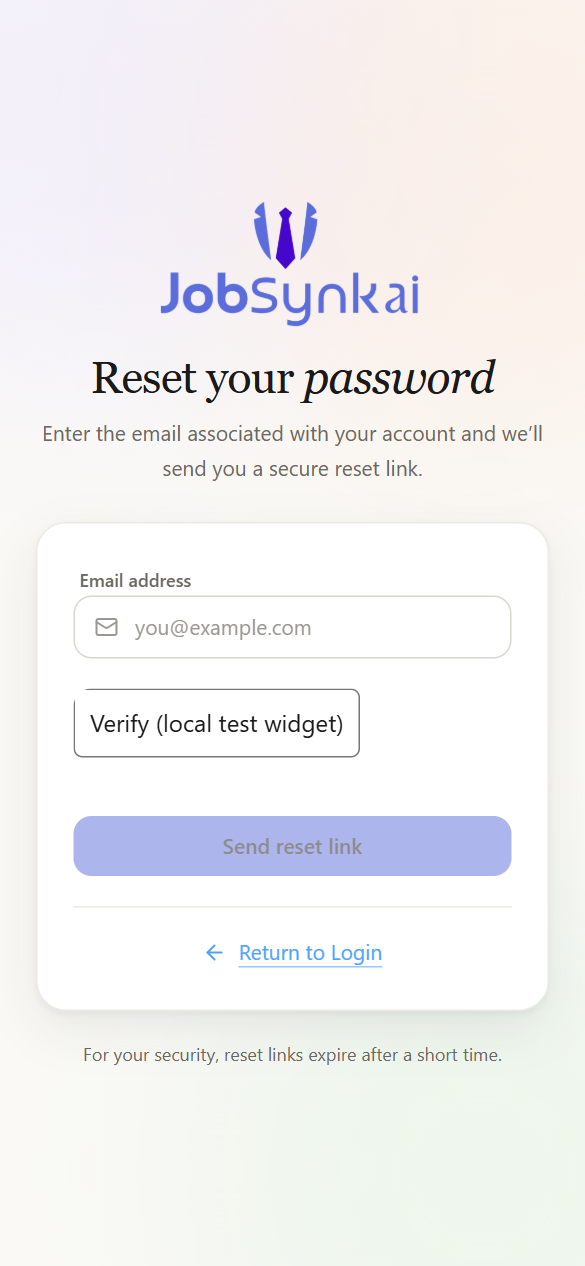 JobSynkai
Reset your password
Enter the email associated with your account and we’ll
send you a secure reset link.
Email address
you@example.com
Verify (local test widget)
Send reset link
Return to Login
For your security, reset links expire after a short time.